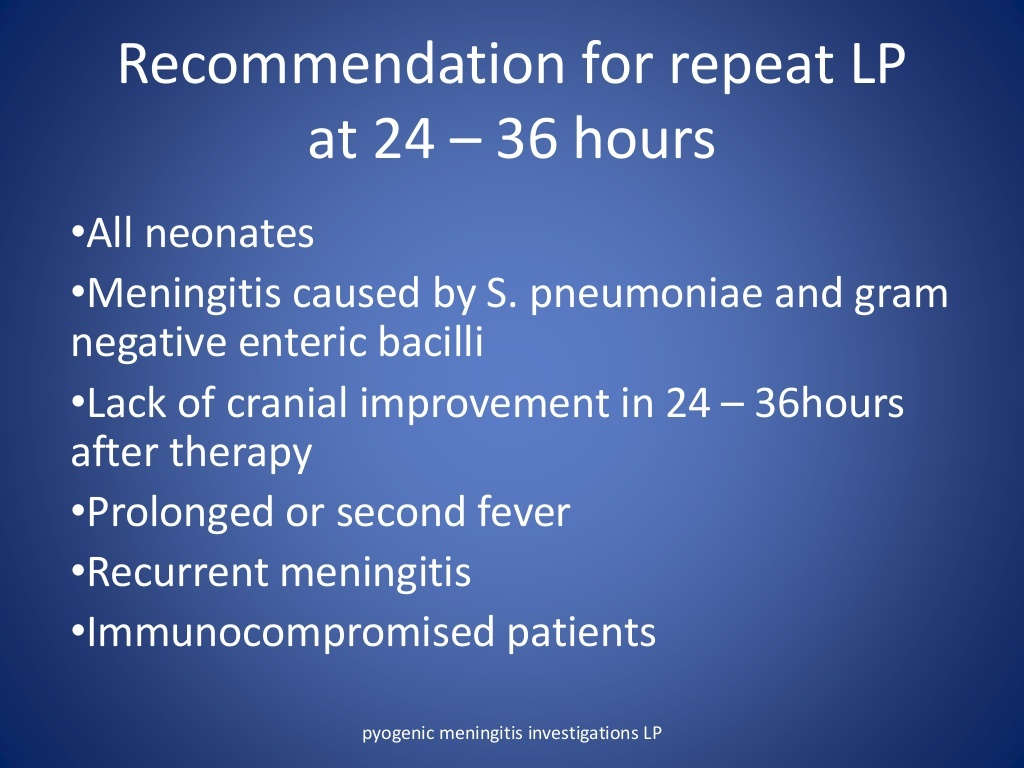 Recommendation for repeat LP
at 24 – 36 hours
•All neonates
•Meningitis caused by S. pneumoniae and gram
negative enteric bacilli
•Lack of cranial improvement in 24 – 36hours
after therapy
•Prolonged or second fever
•Recurrent meningitis
•Immunocompromised patients
pyogenic meningitis investigations LP